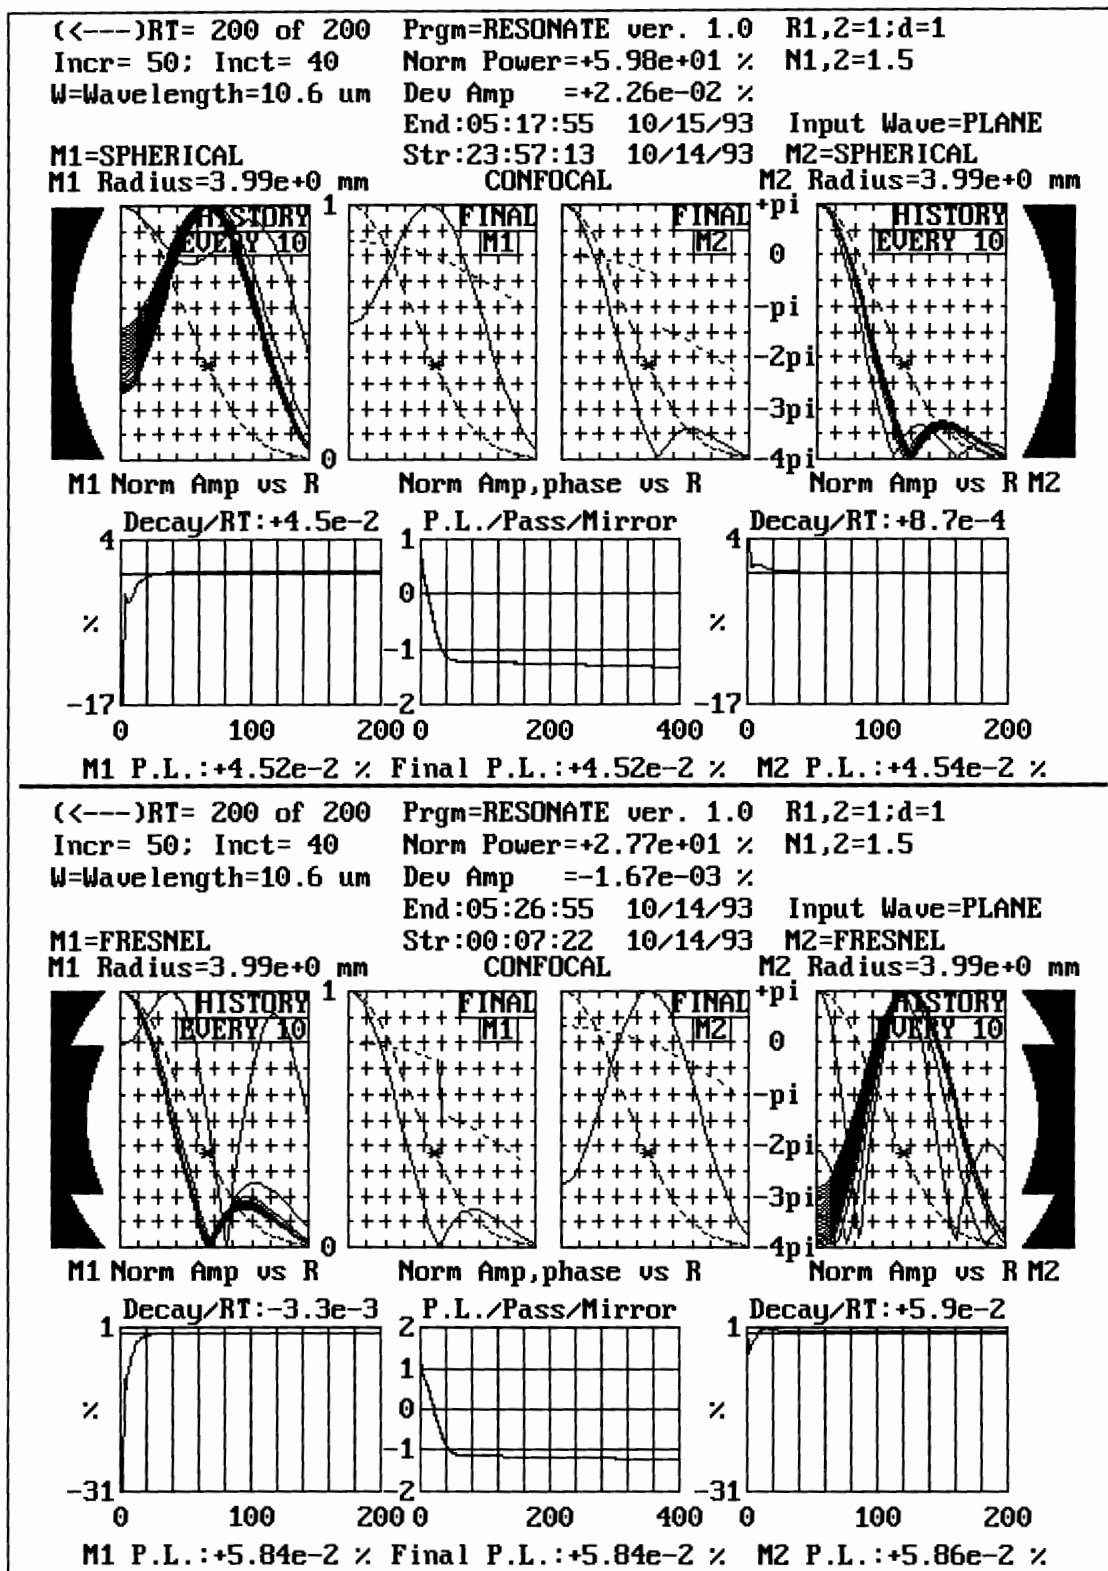 (<---)RT= 200 of 200 Prgm=RESONATE ver. 1.0 R1,2=1;d=1
Incr= 50; Inct= 40 Norm Power=+5.98e+01 % N1,2=1.5
W=Wavelength=10.6 um Dev Amp =+2.26e-02 %
End:05:17:55 10/15/93 Input Wave=PLANE
M1=SPHERICAL Str:23:57:13 10/14/93 M2=SPHERICAL
M1 Radius=3.99e+0 mm CONFOCAL M2 Radius=3.99e+0 mm
HISTORY 1 FINAL FINAL +pi HISTORY
EVERY 10 M1 M2 EVERY 10
0
-pi
-2pi
-3pi
0 -4pi
M1 Norm Amp vs R Norm Amp,phase vs R Norm Amp vs R M2
Decay/RT:+4.5e-2 P.L./Pass/Mirror Decay/RT:+8.7e-4
4 1 4
0
% %
-1
-17 -2 -17
0 100 200 0 200 400 0 100 200
M1 P.L.:+4.52e-2 % Final P.L.:+4.52e-2 % M2 P.L.:+4.54e-2 %
(<---)RT= 200 of 200 Prgm=RESONATE ver. 1.0 R1,2=1;d=1
Incr= 50; Inct= 40 Norm Power=+2.77e+01 % N1,2=1.5
W=Wavelength=10.6 um Dev Amp =-1.67e-03 %
End:05:26:55 10/14/93 Input Wave=PLANE
M1=FRESNEL Str:00:07:22 10/14/93 M2=FRESNEL
M1 Radius=3.99e+0 mm CONFOCAL M2 Radius=3.99e+0 mm
HISTORY 1 FINAL FINAL +pi HISTORY
EVERY 10 M1 M2 0 EVERY 10
-pi
-2pi
-3pi
0 -4pi
M1 Norm Amp vs R Norm Amp,phase vs R Norm Amp vs R M2
Decay/RT:-3.3e-3 P.L./Pass/Mirror Decay/RT:+5.9e-2
1 2 1
1
% 0 %
-1
-31 -2 -31
0 100 200 0 200 400 0 100 200
M1 P.L.:+5.84e-2 % Final P.L.:+5.84e-2 % M2 P.L.:+5.86e-2 %